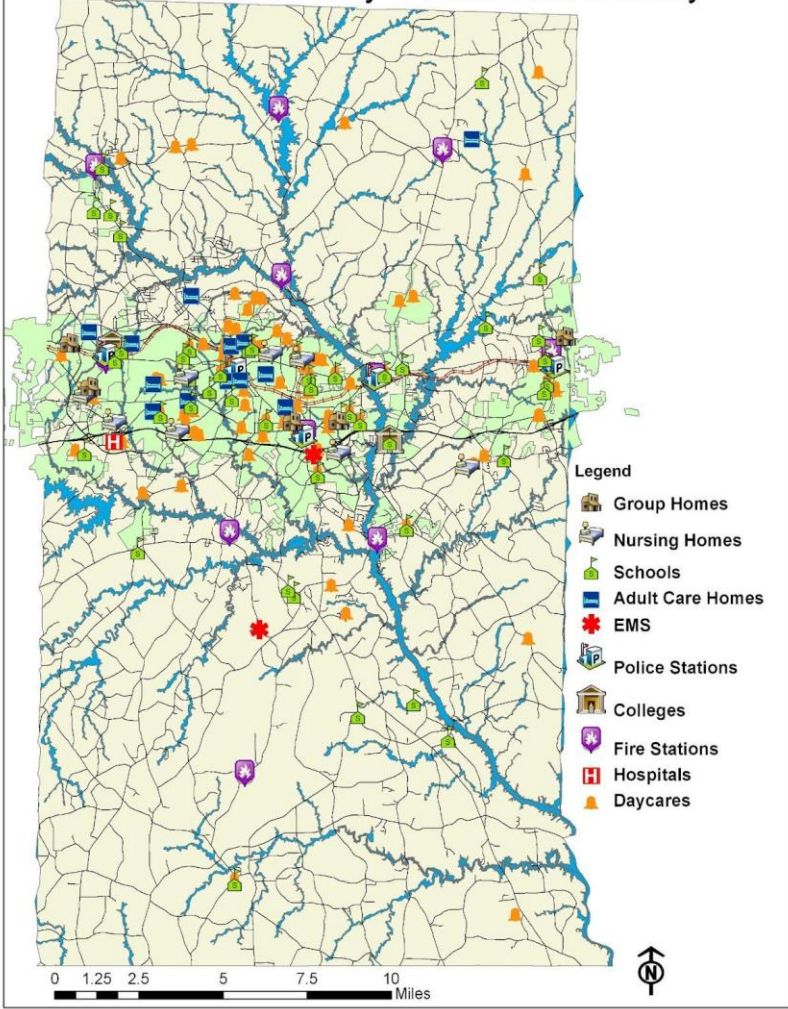 Legend
Group Homes
Nursing Homes
Schools
Adult Care Homes
EMS
Police Stations
Colleges
Fire Stations
Hospitals
Daycares
0 1.25 2.5 5 7.5 10
Miles
N